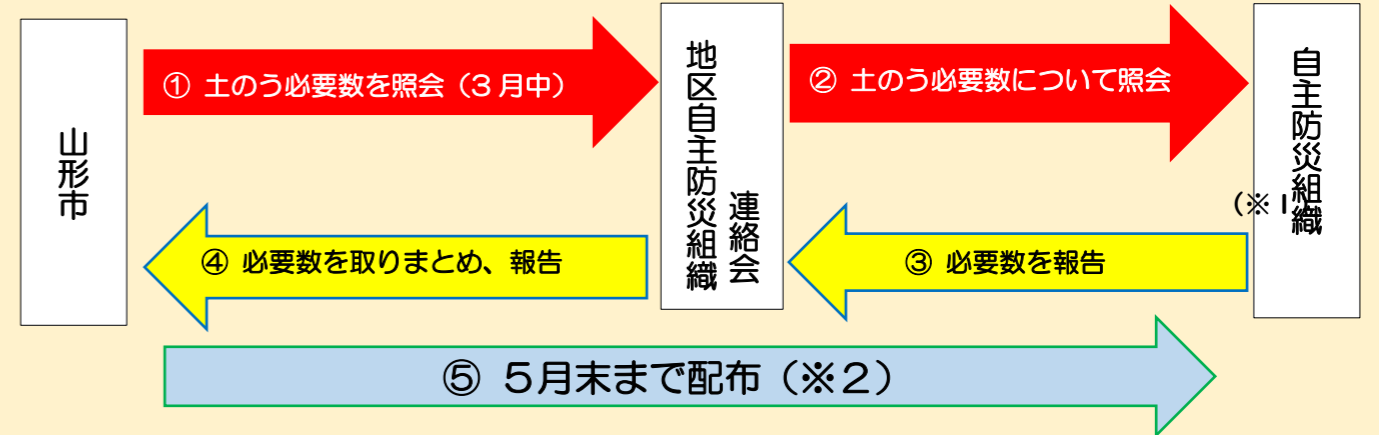 山形市
① 土のう必要数を照会（3月中）
地区自主防災組織
連絡会
② 土のう必要数について照会
自主防災組織
（※1）
③ 必要数を報告
④ 必要数を取りまとめ、報告
⑤ 5月末まで配布（※2）